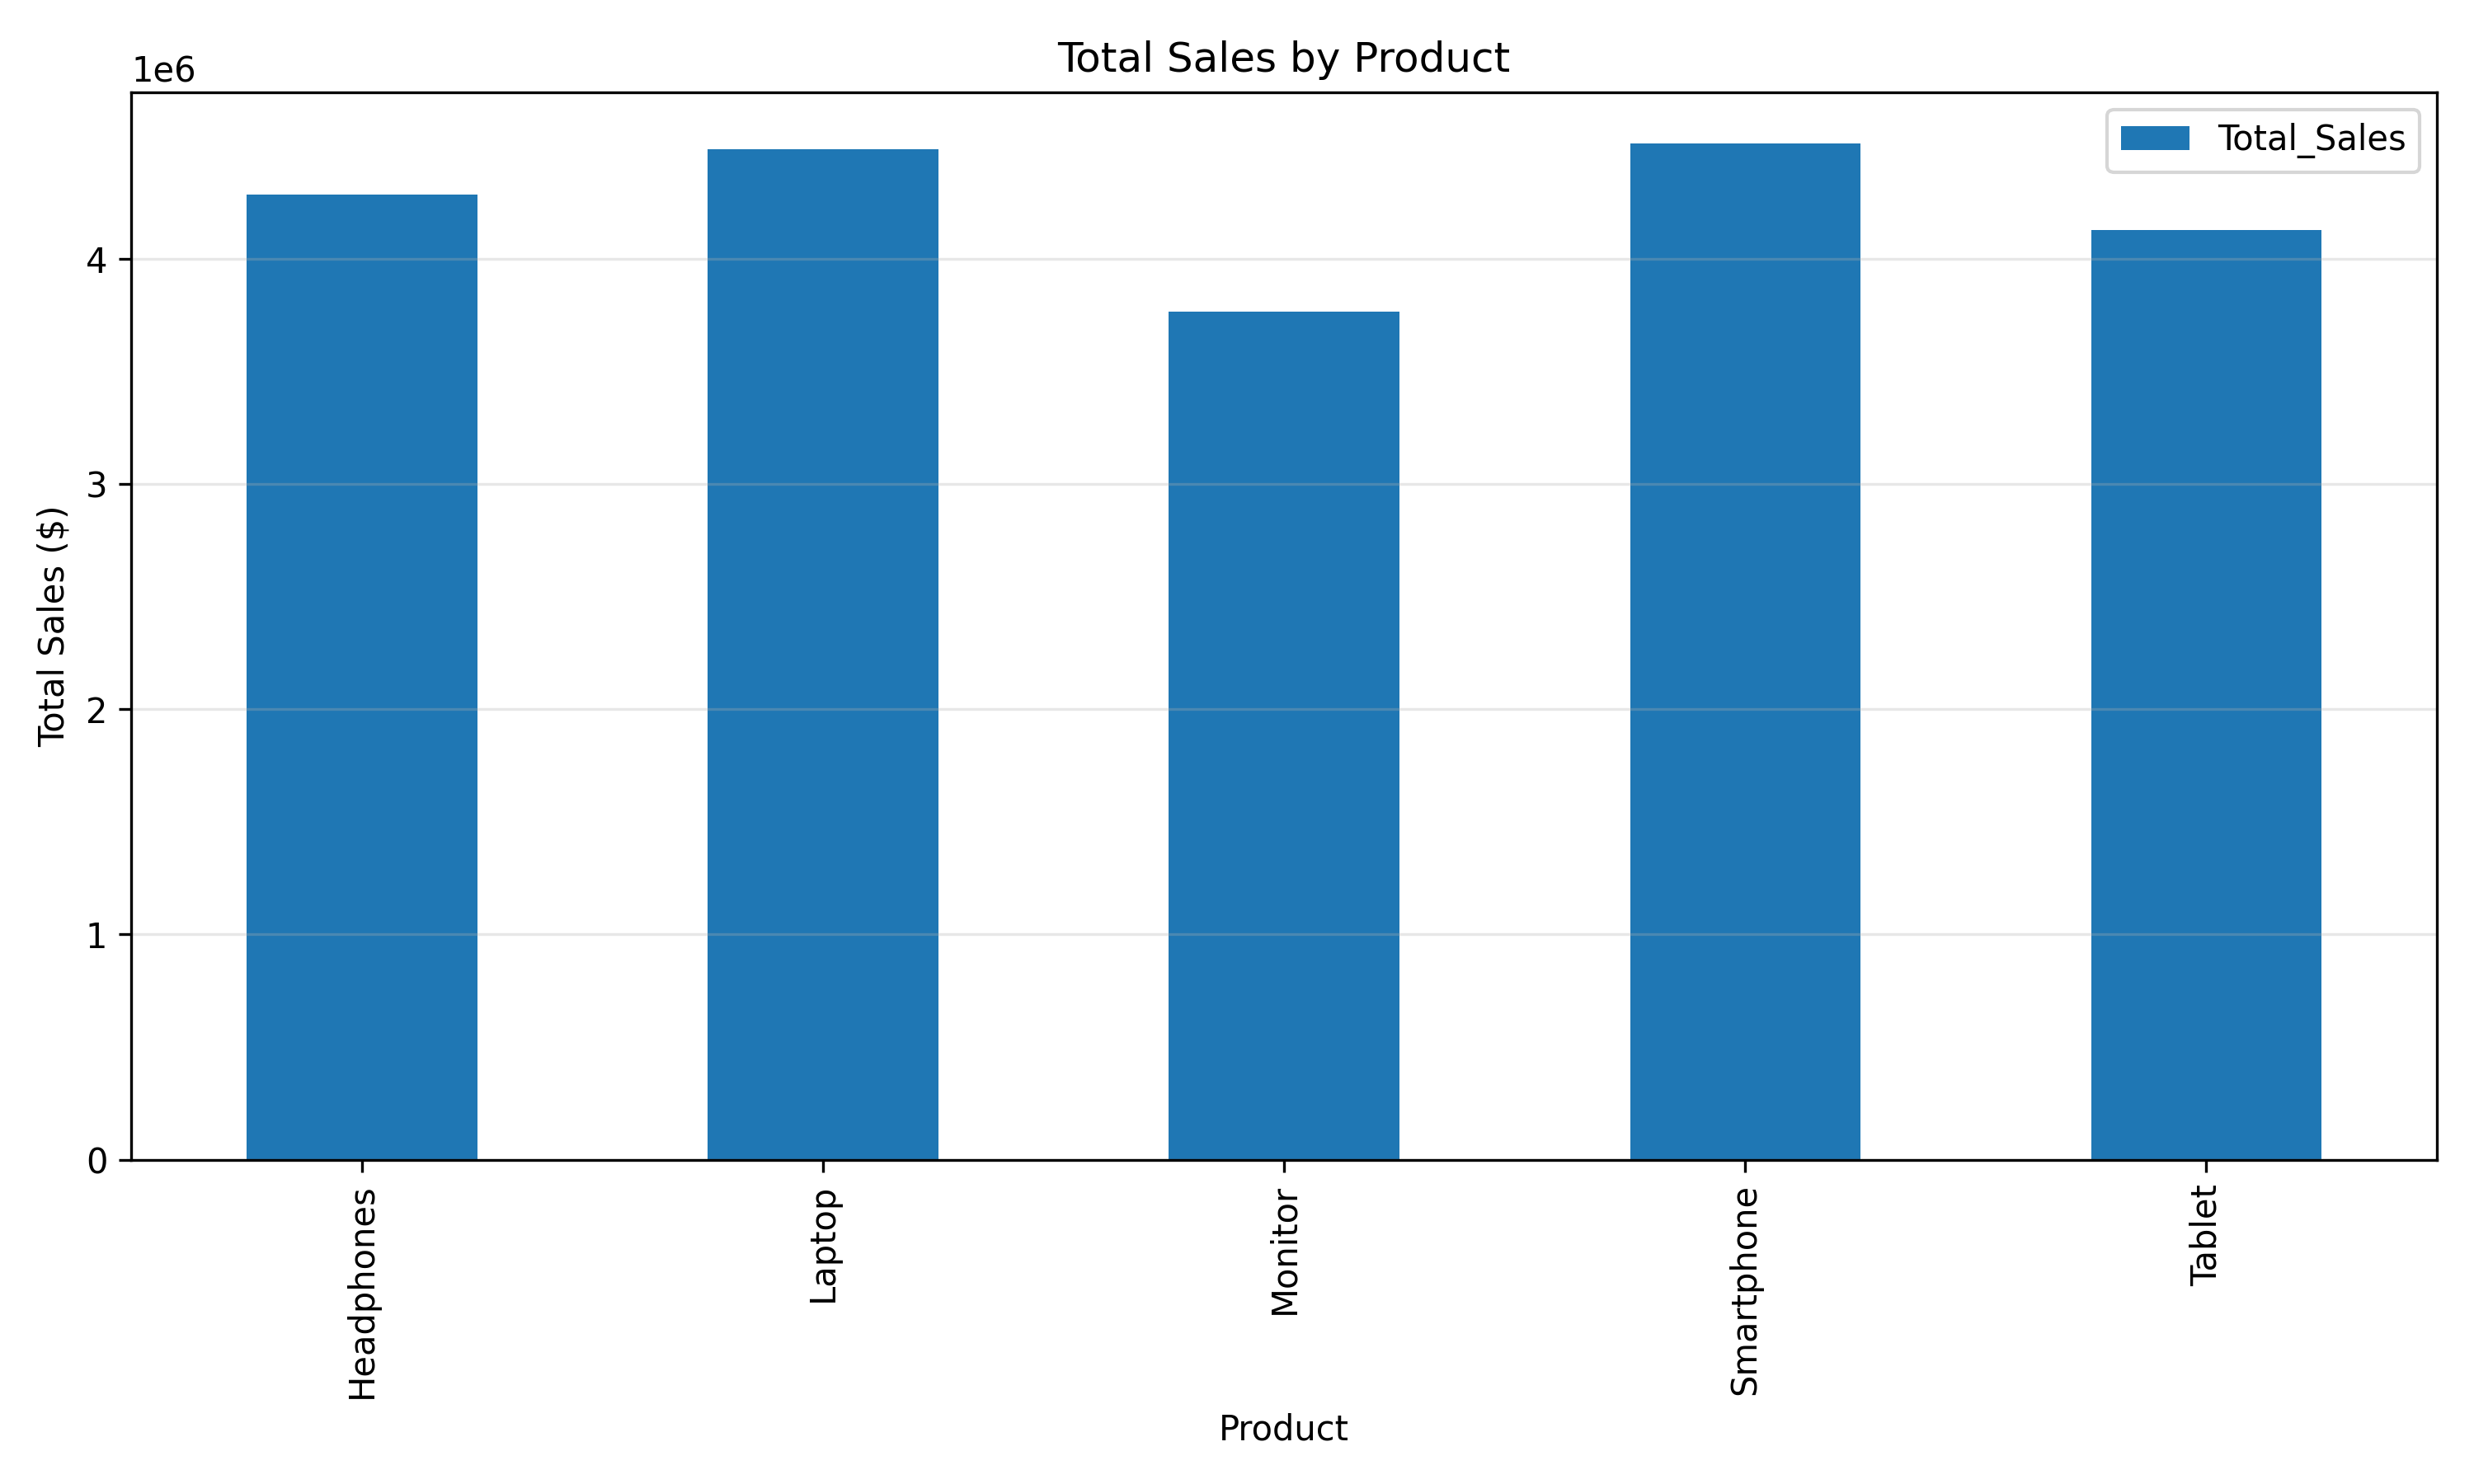 Total Sales by Product
1e6
Total_Sales
4
3
2
1
0
Total Sales ($)
Headphones
Laptop
Monitor
Smartphone
Tablet
Product